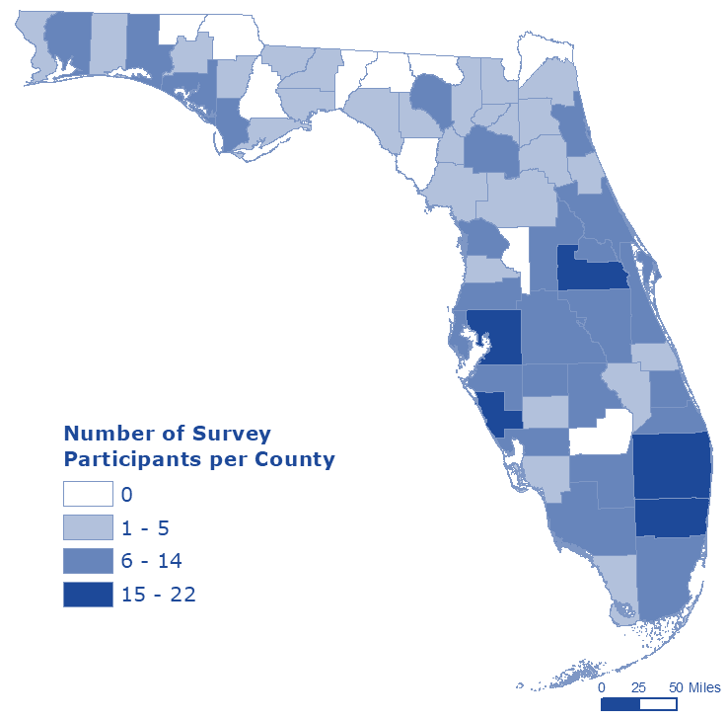 Number of Survey
Participants per County
0
1 - 5
6 - 14
15 - 22
0 25 50 Miles